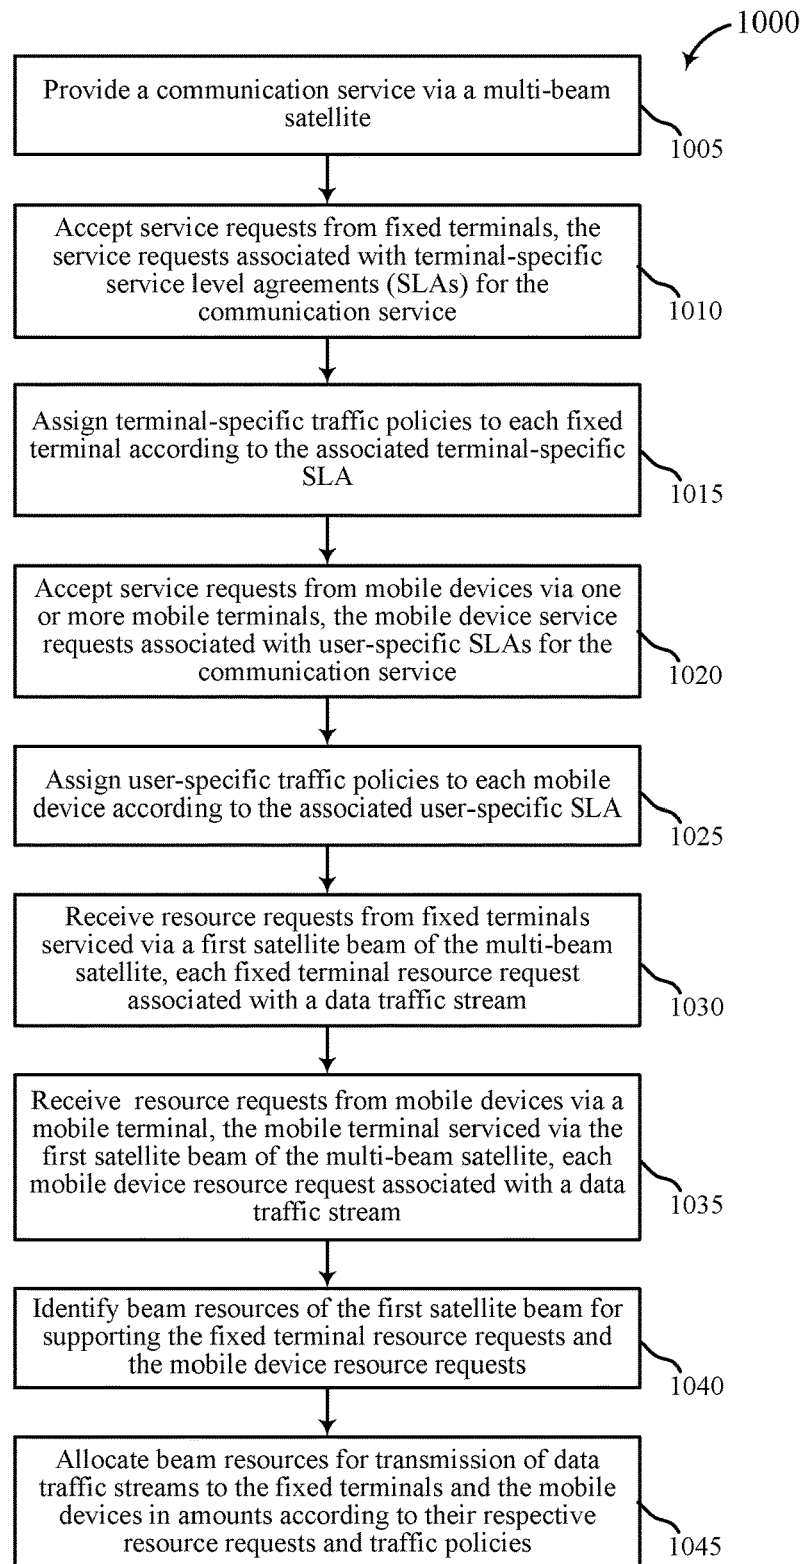 1000
Provide a communication service via a multi-beam
satellite
1005
Accept service requests from fixed terminals, the
service requests associated with terminal-specific
service level agreements (SLAs) for the
communication service
1010
Assign terminal-specific traffic policies to each fixed
terminal according to the associated terminal-specific
SLA
1015
Accept service requests from mobile devices via one
or more mobile terminals, the mobile device service
requests associated with user-specific SLAs for the
communication service
1020
Assign user-specific traffic policies to each mobile
device according to the associated user-specific SLA
1025
Receive resource requests from fixed terminals
serviced via a first satellite beam of the multi-beam
satellite, each fixed terminal resource request
associated with a data traffic stream
1030
Receive resource requests from mobile devices via a
mobile terminal, the mobile terminal serviced via the
first satellite beam of the multi-beam satellite, each
mobile device resource request associated with a data
traffic stream
1035
Identify beam resources of the first satellite beam for
supporting the fixed terminal resource requests and
the mobile device resource requests
1040
Allocate beam resources for transmission of data
traffic streams to the fixed terminals and the mobile
devices in amounts according to their respective
resource requests and traffic policies
1045